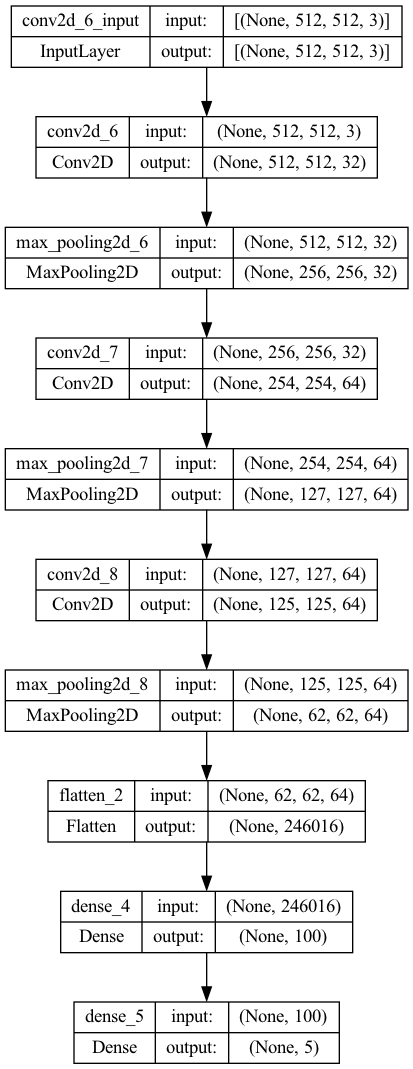 conv2d_6_input input: [(None, 512, 512, 3)]
InputLayer output: [(None, 512, 512, 3)]
conv2d_6 input: (None, 512, 512, 3)
Conv2D output: (None, 512, 512, 32)
max_pooling2d_6 input: (None, 512, 512, 32)
MaxPooling2D output: (None, 256, 256, 32)
conv2d_7 input: (None, 256, 256, 32)
Conv2D output: (None, 254, 254, 64)
max_pooling2d_7 input: (None, 254, 254, 64)
MaxPooling2D output: (None, 127, 127, 64)
conv2d_8 input: (None, 127, 127, 64)
Conv2D output: (None, 125, 125, 64)
max_pooling2d_8 input: (None, 125, 125, 64)
MaxPooling2D output: (None, 62, 62, 64)
flatten_2 input: (None, 62, 62, 64)
Flatten output: (None, 246016)
dense_4 input: (None, 246016)
Dense output: (None, 100)
dense_5 input: (None, 100)
Dense output: (None, 5)